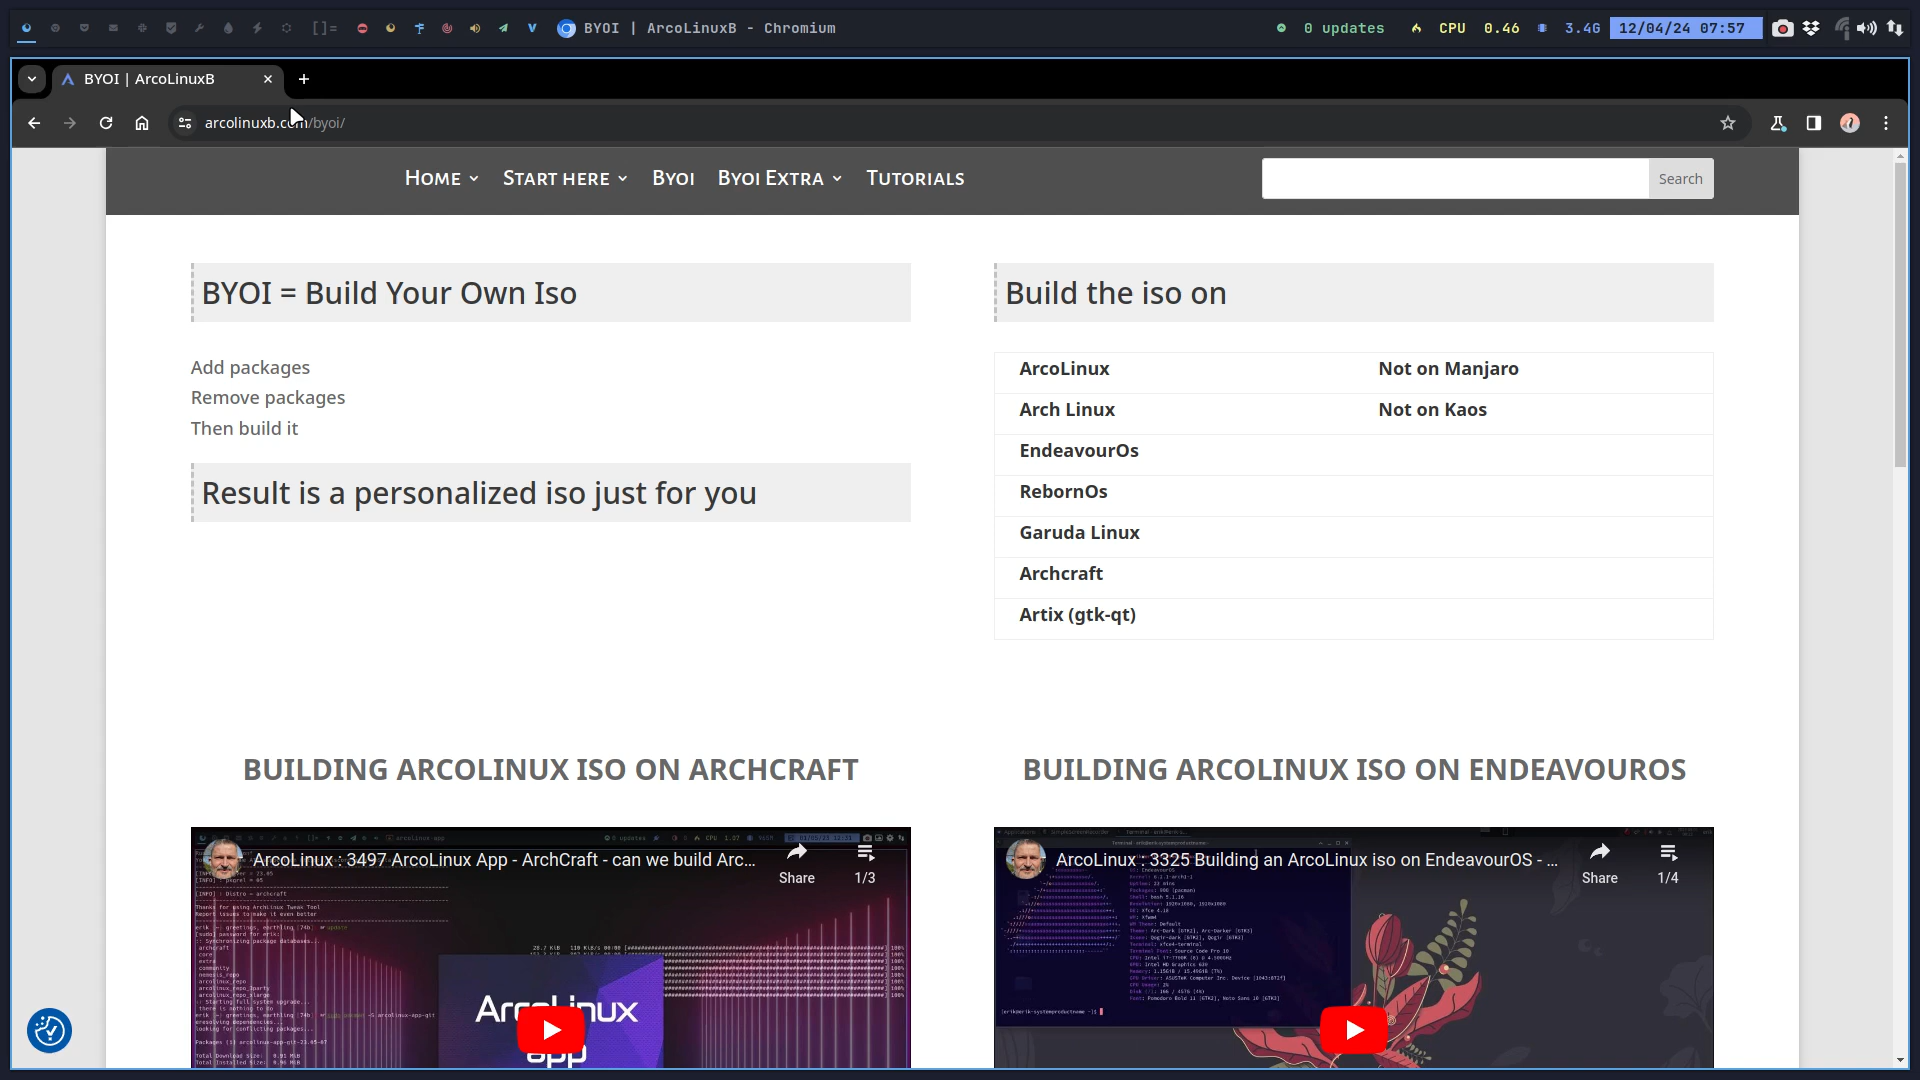 []= BYOI | ArcoLinuxB - Chromium 0 updates CPU 0.46 3.4G 12/04/24 07:57
BYOI | ArcoLinuxB
arcolinuxb.com/byoi/
Home Start here Byoi Byoi Extra Tutorials Search
BYOI = Build Your Own Iso
Add packages
Remove packages
Then build it
Result is a personalized iso just for you
Build the iso on
ArcoLinux Not on Manjaro
Arch Linux Not on Kaos
EndeavourOs
RebornOs
Garuda Linux
Archcraft
Artix (gtk-qt)
BUILDING ARCOLINUX ISO ON ARCHCRAFT
ArcoLinux : 3497 ArcoLinux App - ArchCraft - can we build Arc...
Share
1/3
ArcoLinux
app
BUILDING ARCOLINUX ISO ON ENDEAVOUROS
ArcoLinux : 3325 Building an ArcoLinux iso on EndeavourOS - ...
Share
1/4